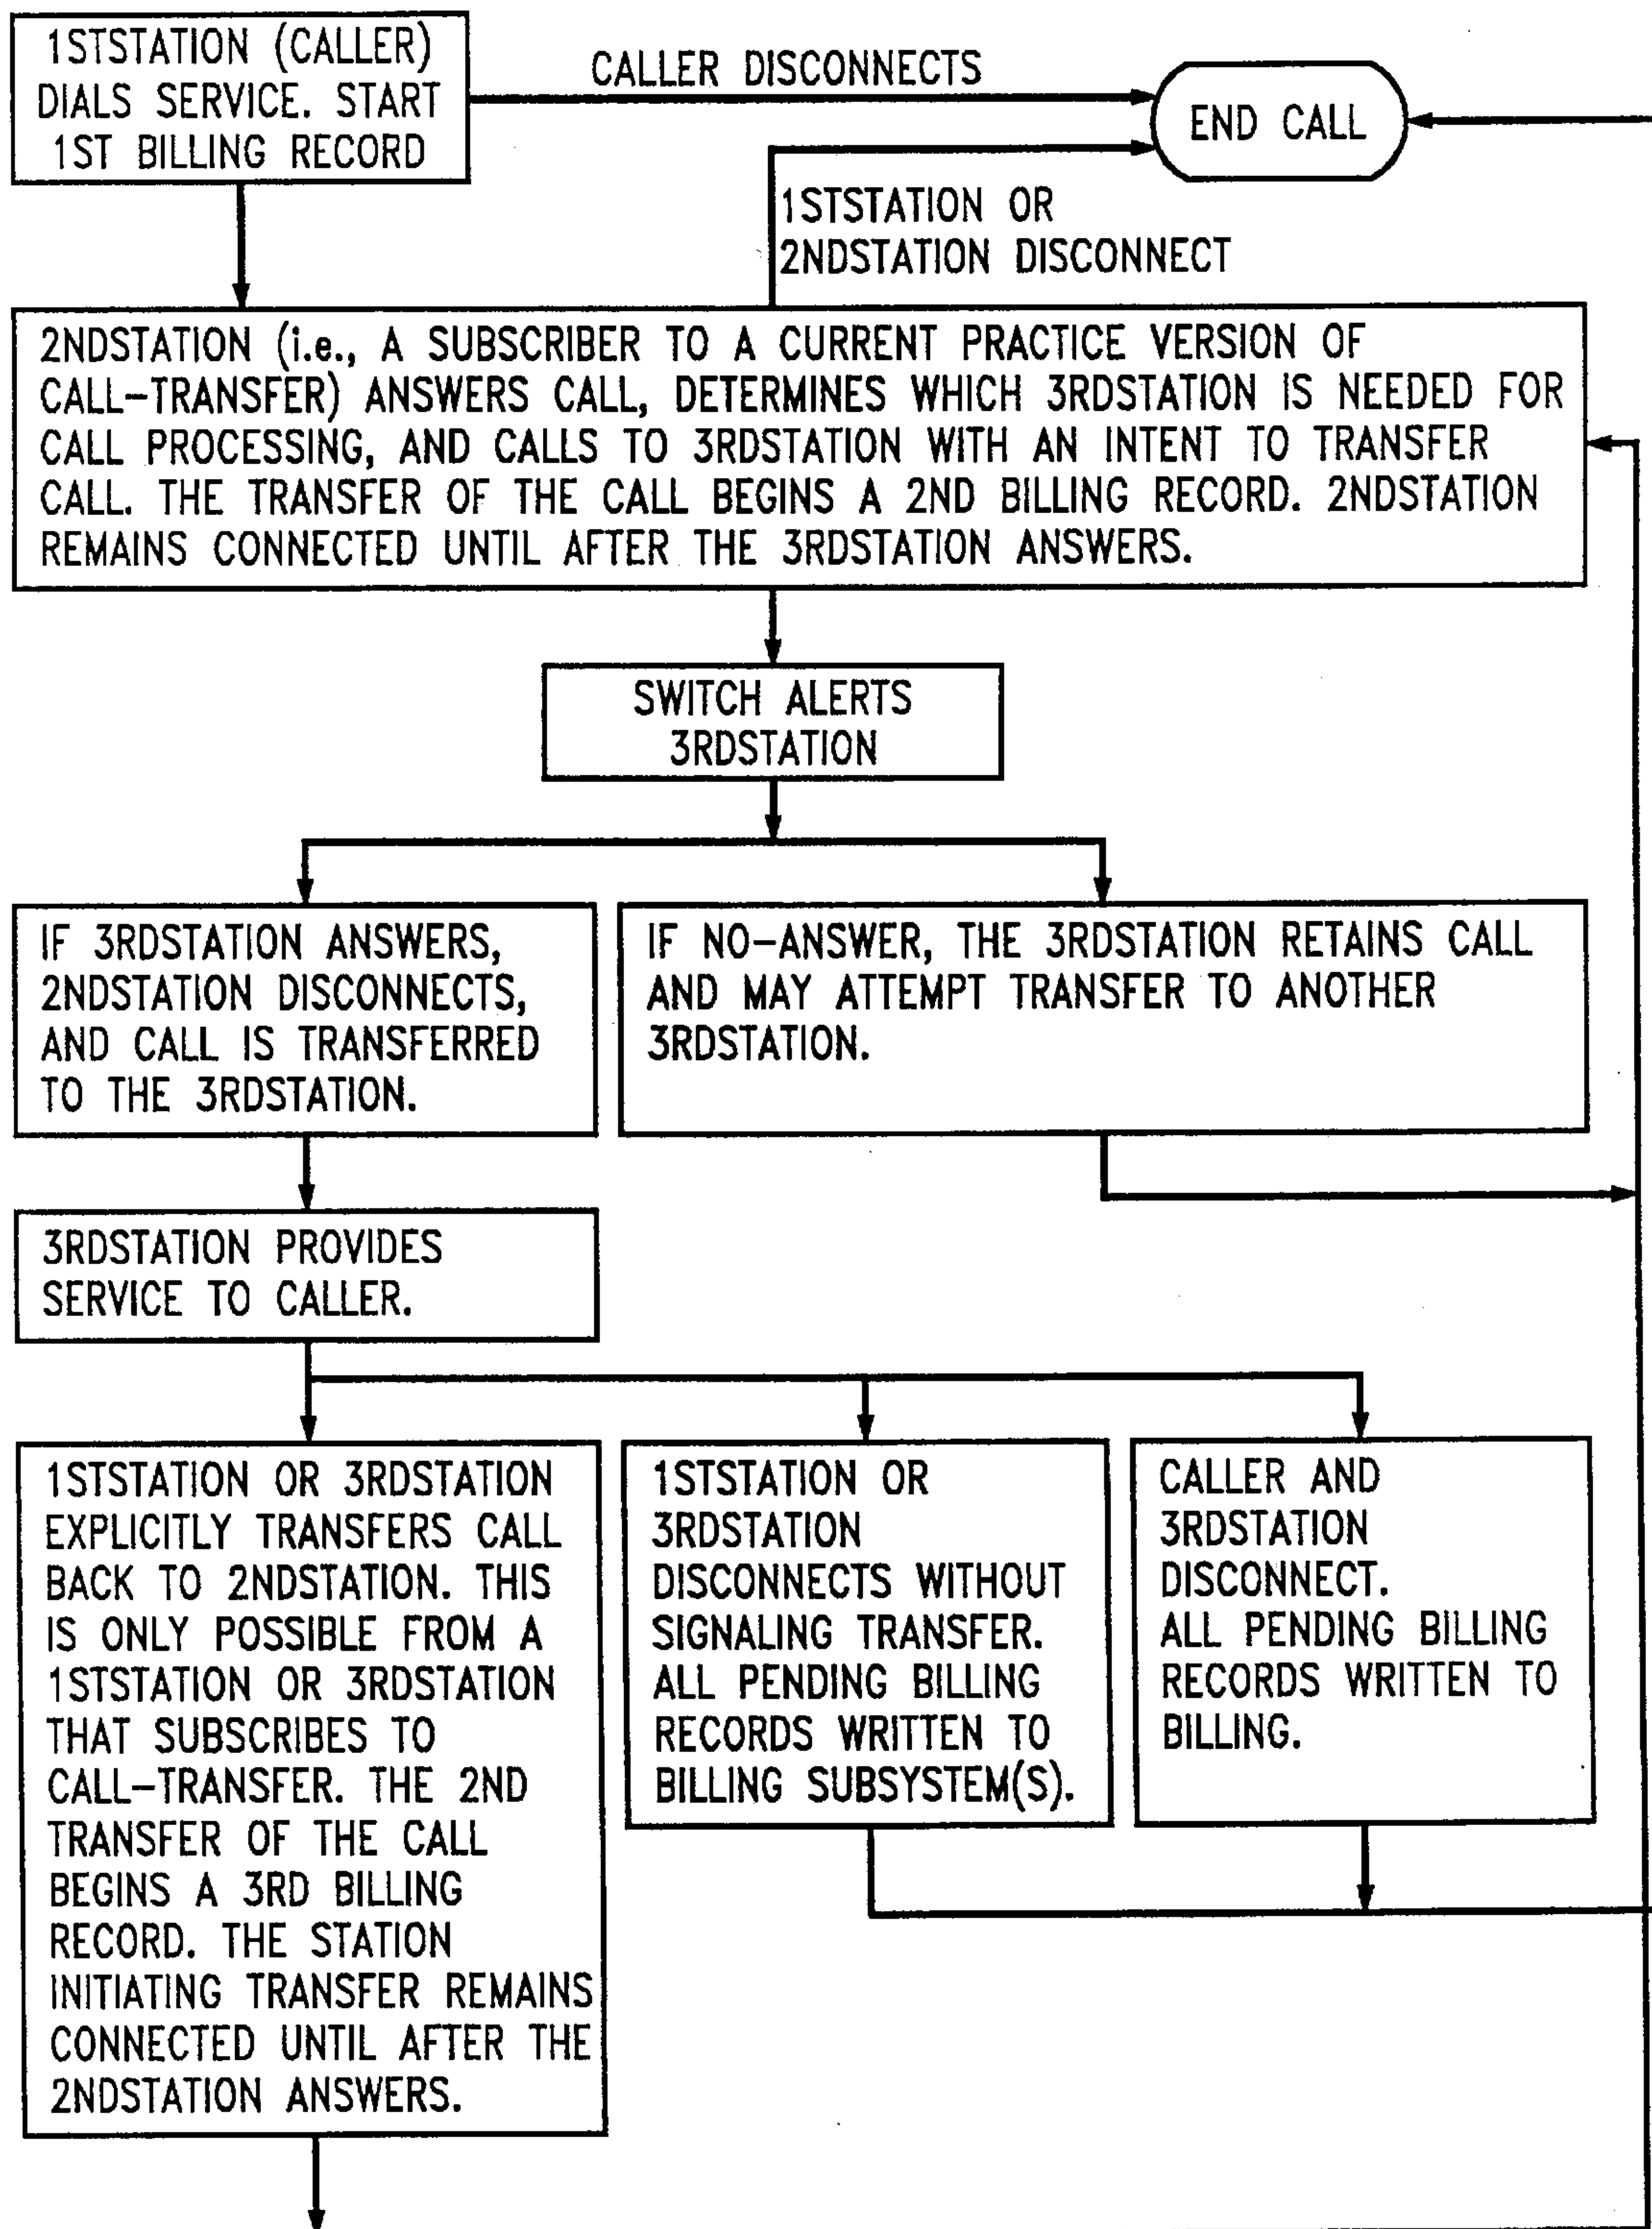 1STSTATION (CALLER)
DIALS SERVICE. START
1ST BILLING RECORD
CALLER DISCONNECTS
END CALL
1STSTATION OR
2NDSTATION DISCONNECT
2NDSTATION (i.e., A SUBSCRIBER TO A CURRENT PRACTICE VERSION OF
CALL-TRANSFER) ANSWERS CALL, DETERMINES WHICH 3RDSTATION IS NEEDED FOR
CALL PROCESSING, AND CALLS TO 3RDSTATION WITH AN INTENT TO TRANSFER
CALL. THE TRANSFER OF THE CALL BEGINS A 2ND BILLING RECORD. 2NDSTATION
REMAINS CONNECTED UNTIL AFTER THE 3RDSTATION ANSWERS.
SWITCH ALERTS
3RDSTATION
IF 3RDSTATION ANSWERS,
2NDSTATION DISCONNECTS,
AND CALL IS TRANSFERRED
TO THE 3RDSTATION.
IF NO-ANSWER, THE 3RDSTATION RETAINS CALL
AND MAY ATTEMPT TRANSFER TO ANOTHER
3RDSTATION.
3RDSTATION PROVIDES
SERVICE TO CALLER.
1STSTATION OR 3RDSTATION
EXPLICITLY TRANSFERS CALL
BACK TO 2NDSTATION. THIS
IS ONLY POSSIBLE FROM A
1STSTATION OR 3RDSTATION
THAT SUBSCRIBES TO
CALL-TRANSFER. THE 2ND
TRANSFER OF THE CALL
BEGINS A 3RD BILLING
RECORD. THE STATION
INITIATING TRANSFER REMAINS
CONNECTED UNTIL AFTER THE
2NDSTATION ANSWERS.
1STSTATION OR
3RDSTATION
DISCONNECTS WITHOUT
SIGNALING TRANSFER.
ALL PENDING BILLING
RECORDS WRITTEN TO
BILLING SUBSYSTEM(S).
CALLER AND
3RDSTATION
DISCONNECT.
ALL PENDING BILLING
RECORDS WRITTEN TO
BILLING.